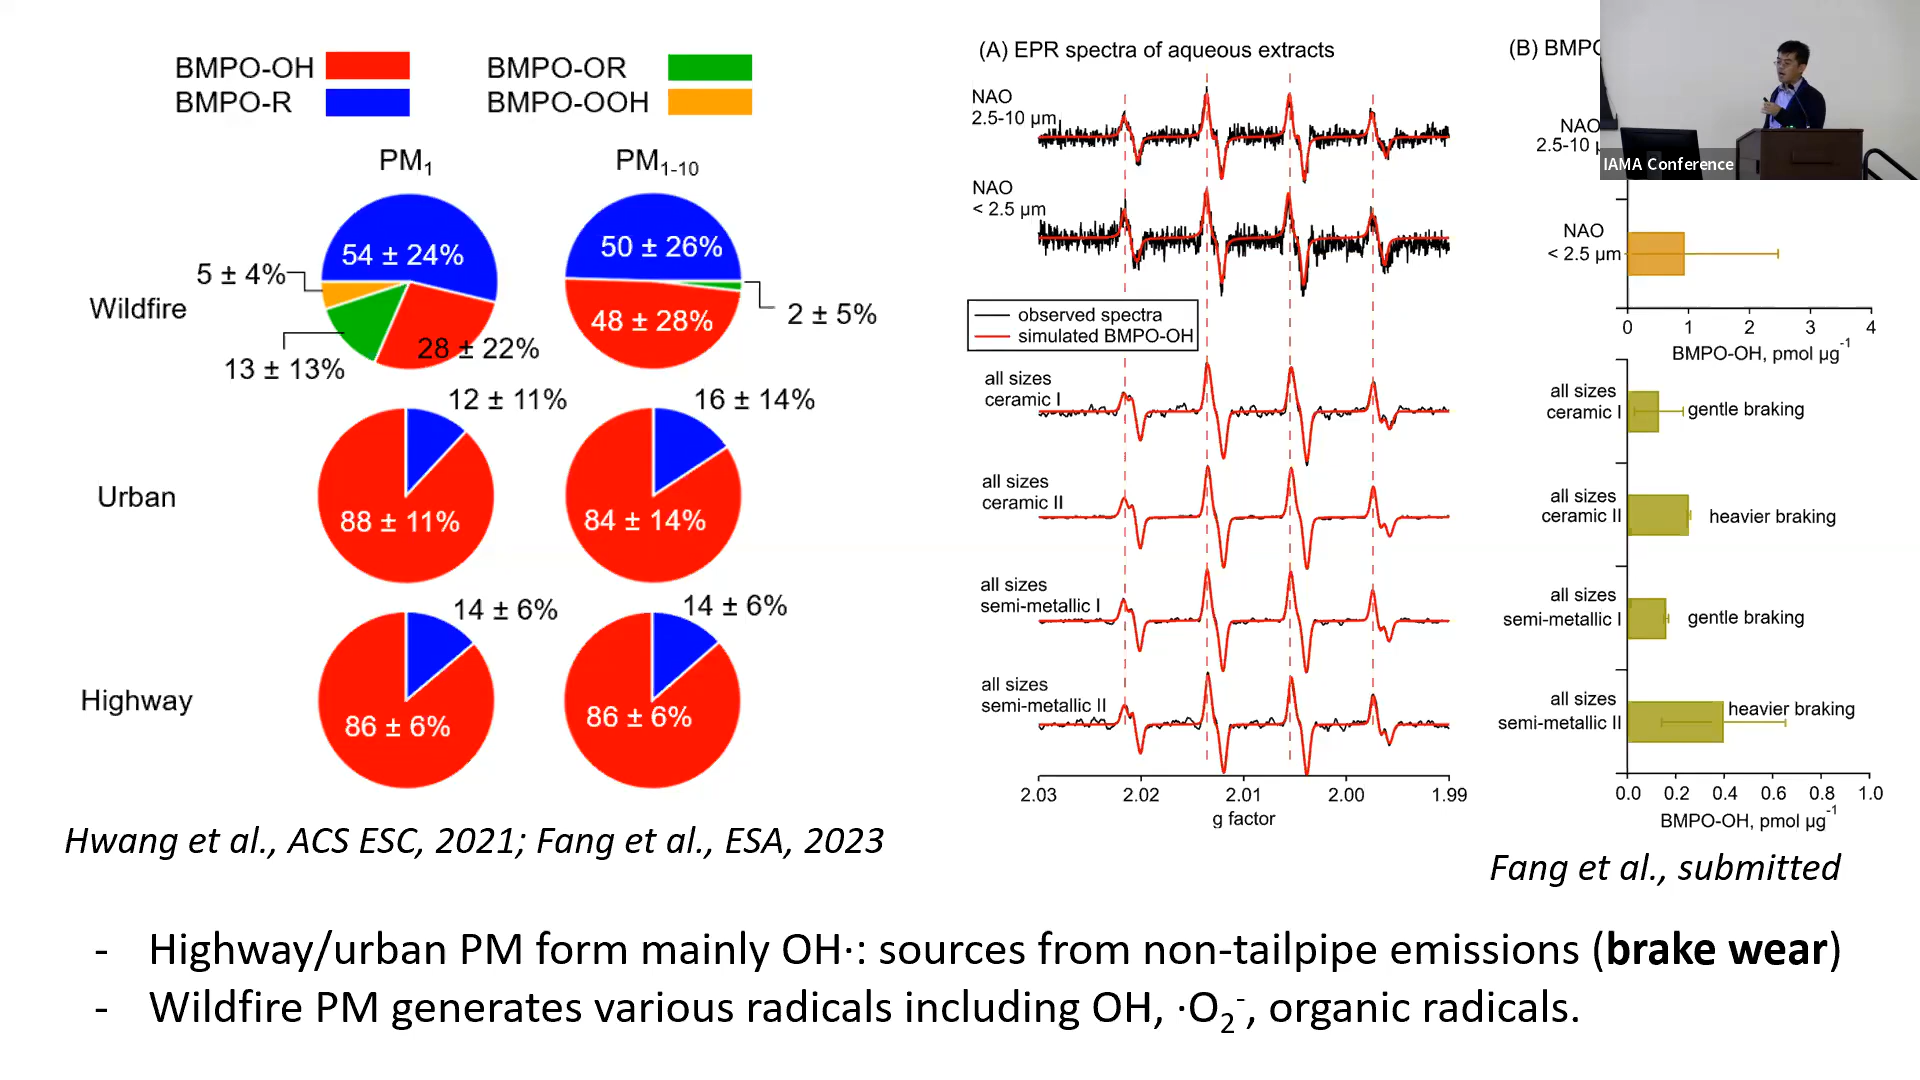 BMPO-OH
BMPO-OR
BMPO-R
BMPO-OOH
PM1
PM1-10
Wildfire
54 ± 24%
5 ± 4%
13 ± 13%
28 ± 22%
50 ± 26%
48 ± 28%
2 ± 5%
Urban
12 ± 11%
88 ± 11%
16 ± 14%
84 ± 14%
Highway
14 ± 6%
86 ± 6%
14 ± 6%
86 ± 6%
Hwang et al., ACS ESC, 2021; Fang et al., ESA, 2023
(A) EPR spectra of aqueous extracts
NAO
2.5-10 µm
NAO
< 2.5 µm
observed spectra
simulated BMPO-OH
all sizes
ceramic I
all sizes
ceramic II
all sizes
semi-metallic I
all sizes
semi-metallic II
2.03 2.02 2.01 2.00 1.99
g factor
(B)
IAMA Conference
NAO
2.5-10
NAO
< 2.5 µm
0 1 2 3 4
BMPO-OH, pmol µg-1
all sizes
ceramic I
gentle braking
all sizes
ceramic II
heavier braking
all sizes
semi-metallic I
gentle braking
all sizes
semi-metallic II
heavier braking
0.0 0.2 0.4 0.6 0.8 1.0
BMPO-OH, pmol µg-1
Fang et al., submitted
- Highway/urban PM form mainly OH·: sources from non-tailpipe emissions (brake wear)
- Wildfire PM generates various radicals including OH, ·O2-, organic radicals.